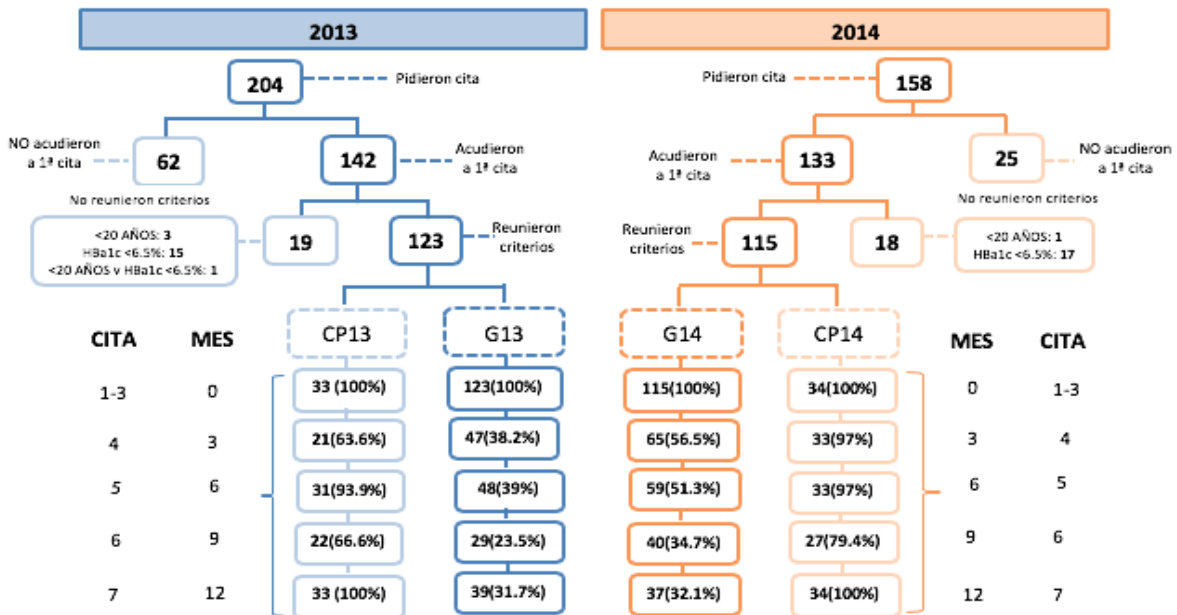 2013
2014
204
Pidieron cita
Pidieron cita
158
NO acudieron
a 1ª cita
62
142
Acudieron
a 1ª cita
Acudieron
a 1ª cita
133
25
NO acudieron
a 1ª cita
No reunieron criterios
<20 AÑOS: 3
HBa1c <6.5%: 15
<20 AÑOS v HBa1c <6.5%: 1
19
123
Reunieron
criterios
Reunieron
criterios
115
18
No reunieron criterios
<20 AÑOS: 1
HBa1c <6.5%: 17
CITA MES CP13 G13 G14 CP14 MES CITA
1-3 0 33 (100%) 123(100%) 115(100%) 34(100%) 0 1-3
4 3 21(63.6%) 47(38.2%) 65(56.5%) 33(97%) 3 4
5 6 31(93.9%) 48(39%) 59(51.3%) 33(97%) 6 5
6 9 22(66.6%) 29(23.5%) 40(34.7%) 27(79.4%) 9 6
7 12 33 (100%) 39(31.7%) 37(32.1%) 34(100%) 12 7